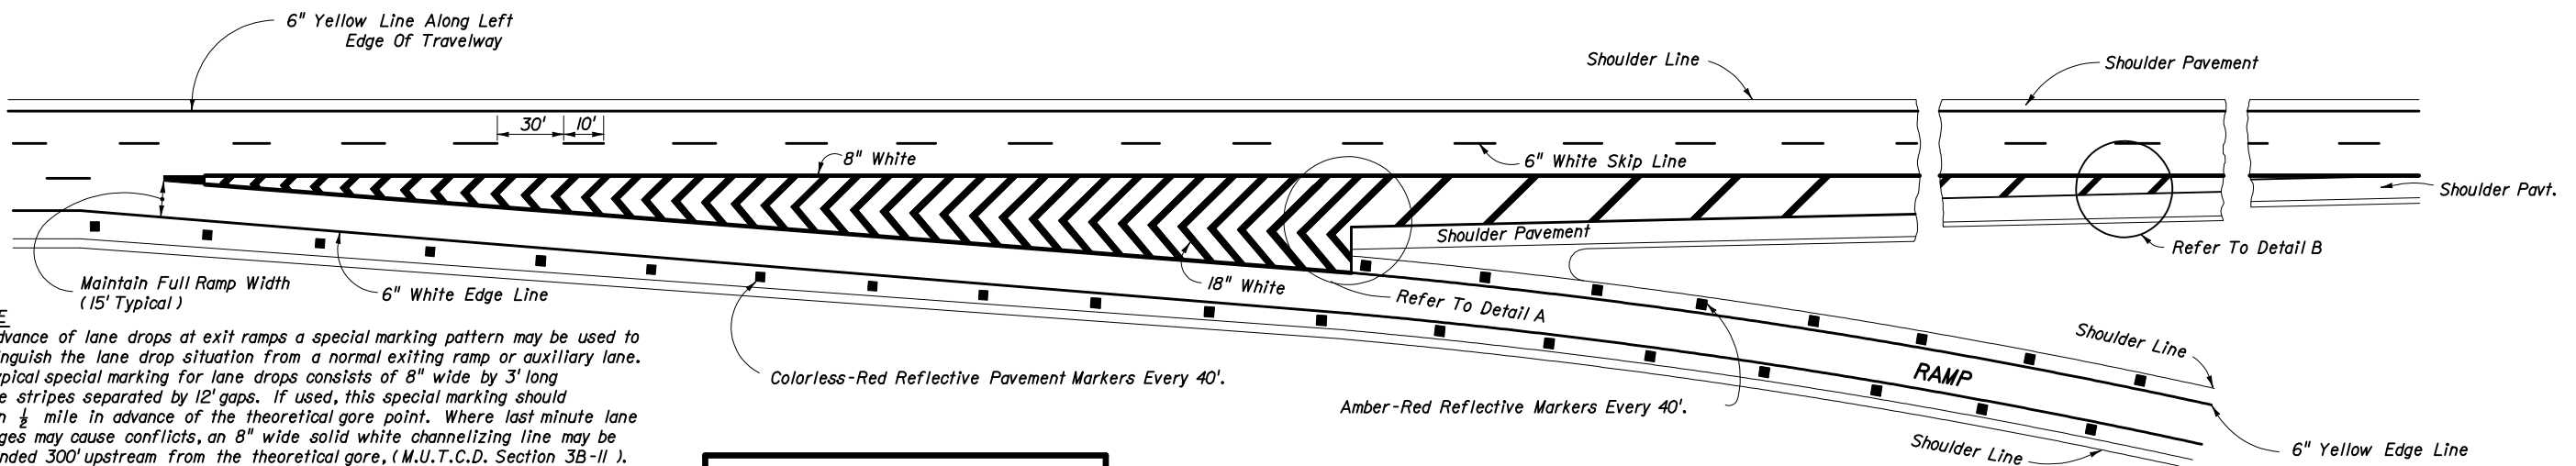 6" Yellow Line Along Left
Edge Of Travelway
Shoulder Line
Shoulder Pavement
30'
10'
8" White
6" White Skip Line
Shoulder Pavt.
Shoulder Pavement
Refer To Detail B
Maintain Full Ramp Width
(15' Typical)
6" White Edge Line
18" White
Refer To Detail A
Shoulder Line
Colorless-Red Reflective Pavement Markers Every 40'.
RAMP
Amber-Red Reflective Markers Every 40'.
Shoulder Line
6" Yellow Edge Line
of lane drops at exit ramps a special marking pattern may be used to
the lane drop situation from a normal exiting ramp or auxiliary lane.
special marking for lane drops consists of 8" wide by 3' long
stripes separated by 12' gaps. If used, this special marking should
½ mile in advance of the theoretical gore point. Where last minute lane
may cause conflicts, an 8" wide solid white channelizing line may be
300' upstream from the theoretical gore, (M.U.T.C.D. Section 3B-11).